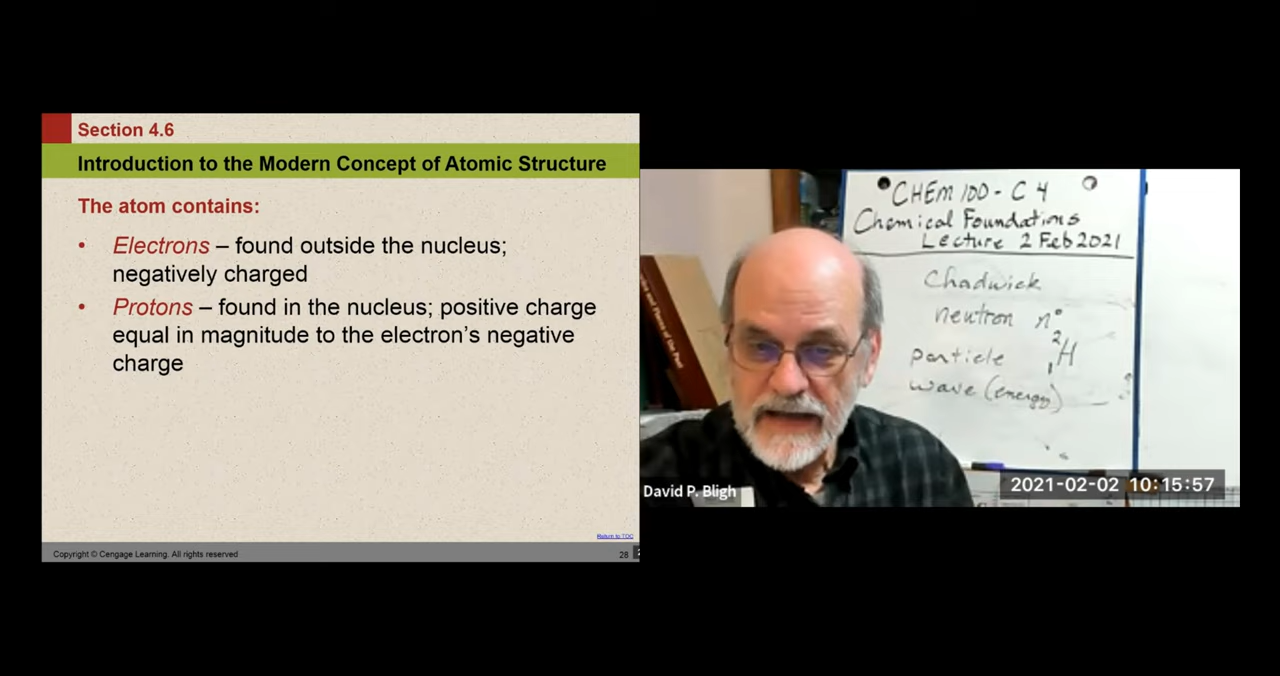 Section 4.6
Introduction to the Modern Concept of Atomic Structure
The atom contains:
• Electrons – found outside the nucleus;
negatively charged
• Protons – found in the nucleus; positive charge
equal in magnitude to the electron's negative
charge
Return to TOC
Copyright © Cengage Learning. All rights reserved
28
CHEM 100 - C 4
Chemical Foundations
Lecture 2 Feb 2021
Chadwick
neutron n°
particle ²₁H
wave (energy)
David P. Bligh
2021-02-02 10:15:57